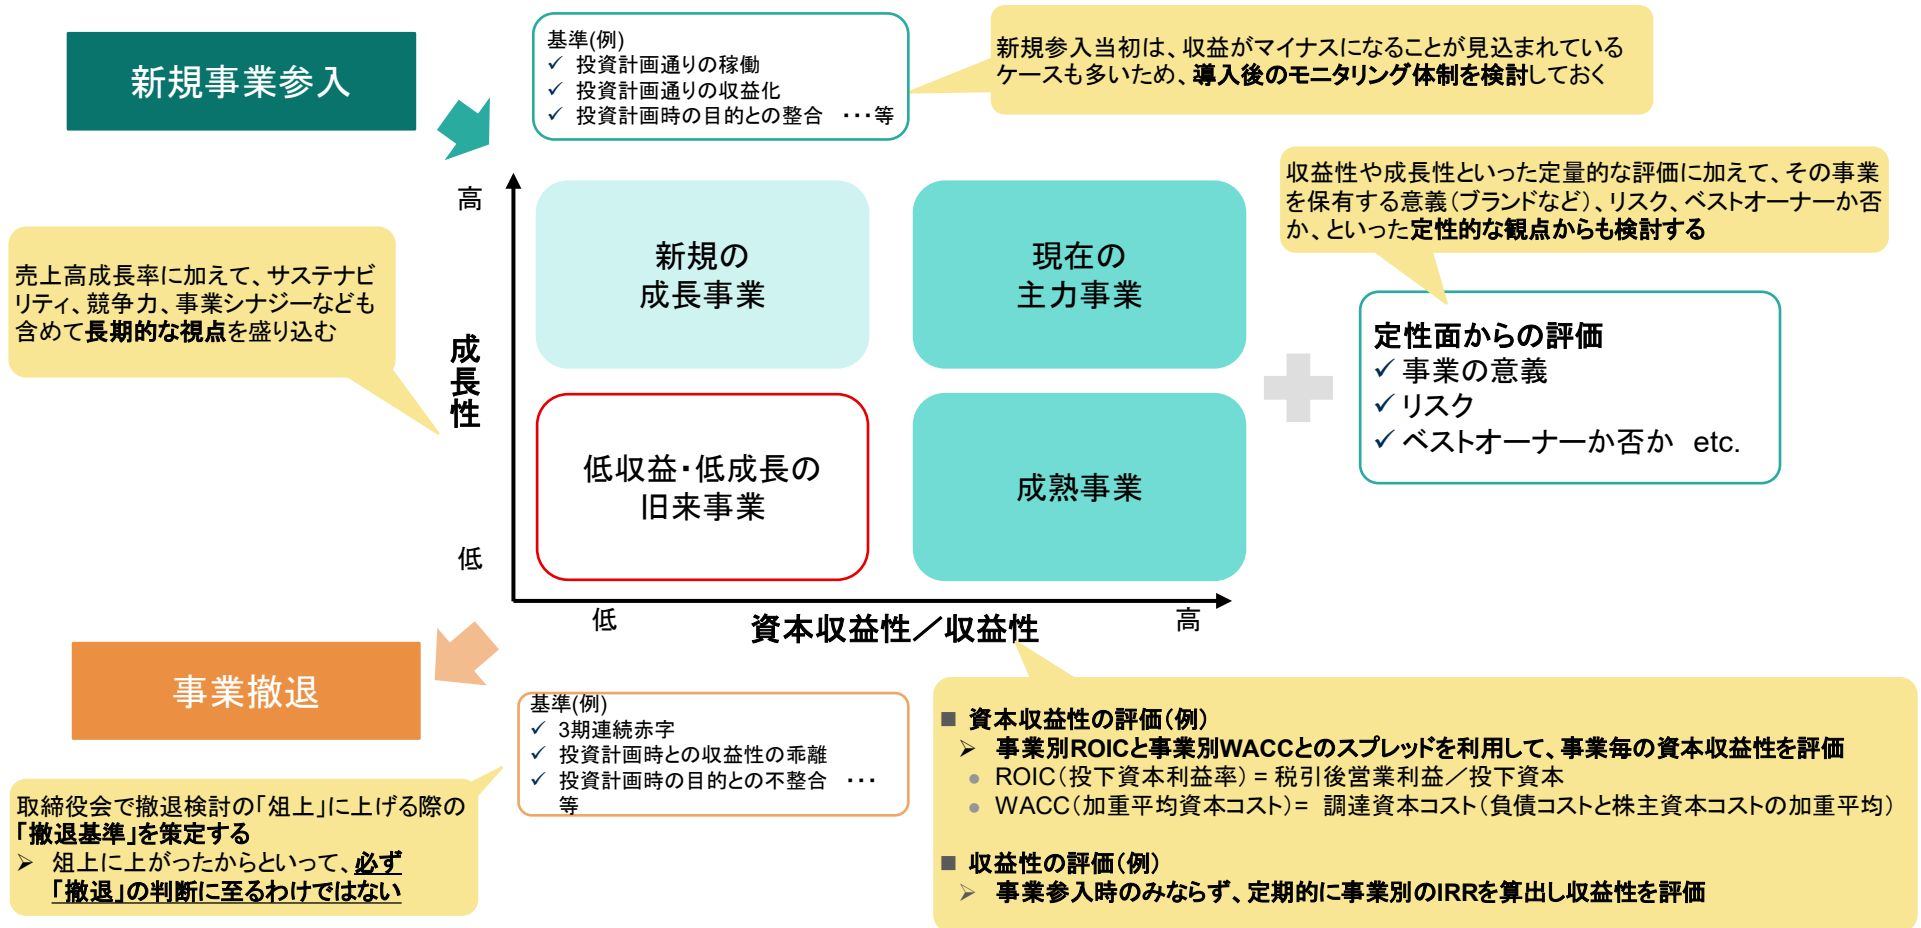 新規事業参入
基準(例)
✓ 投資計画通りの稼働
✓ 投資計画通りの収益化
✓ 投資計画時の目的との整合　･･･等
新規参入当初は、収益がマイナスになることが見込まれている
ケースも多いため、導入後のモニタリング体制を検討しておく
収益性や成長性といった定量的な評価に加えて、その事業
を保有する意義（ブランドなど）、リスク、ベストオーナーか否
か、といった定性的な観点からも検討する
売上高成長率に加えて、サステナビ
リティ、競争力、事業シナジーなども
含めて長期的な視点を盛り込む
高
成長性
低
新規の
成長事業
現在の
主力事業
低収益・低成長の
旧来事業
成熟事業
定性面からの評価
✓ 事業の意義
✓ リスク
✓ ベストオーナーか否か　etc.
低
資本収益性／収益性
高
事業撤退
基準(例)
✓ 3期連続赤字
✓ 投資計画時との収益性の乖離
✓ 投資計画時の目的との不整合　･･･
等
取締役会で撤退検討の「俎上」に上げる際の
「撤退基準」を策定する
➢ 俎上に上がったからといって、必ず
「撤退」の判断に至るわけではない
■ 資本収益性の評価（例）
➢ 事業別ROICと事業別WACCとのスプレッドを利用して、事業毎の資本収益性を評価
● ROIC（投下資本利益率）= 税引後営業利益／投下資本
● WACC（加重平均資本コスト）= 調達資本コスト（負債コストと株主資本コストの加重平均）
■ 収益性の評価（例）
➢ 事業参入時のみならず、定期的に事業別のIRRを算出し収益性を評価